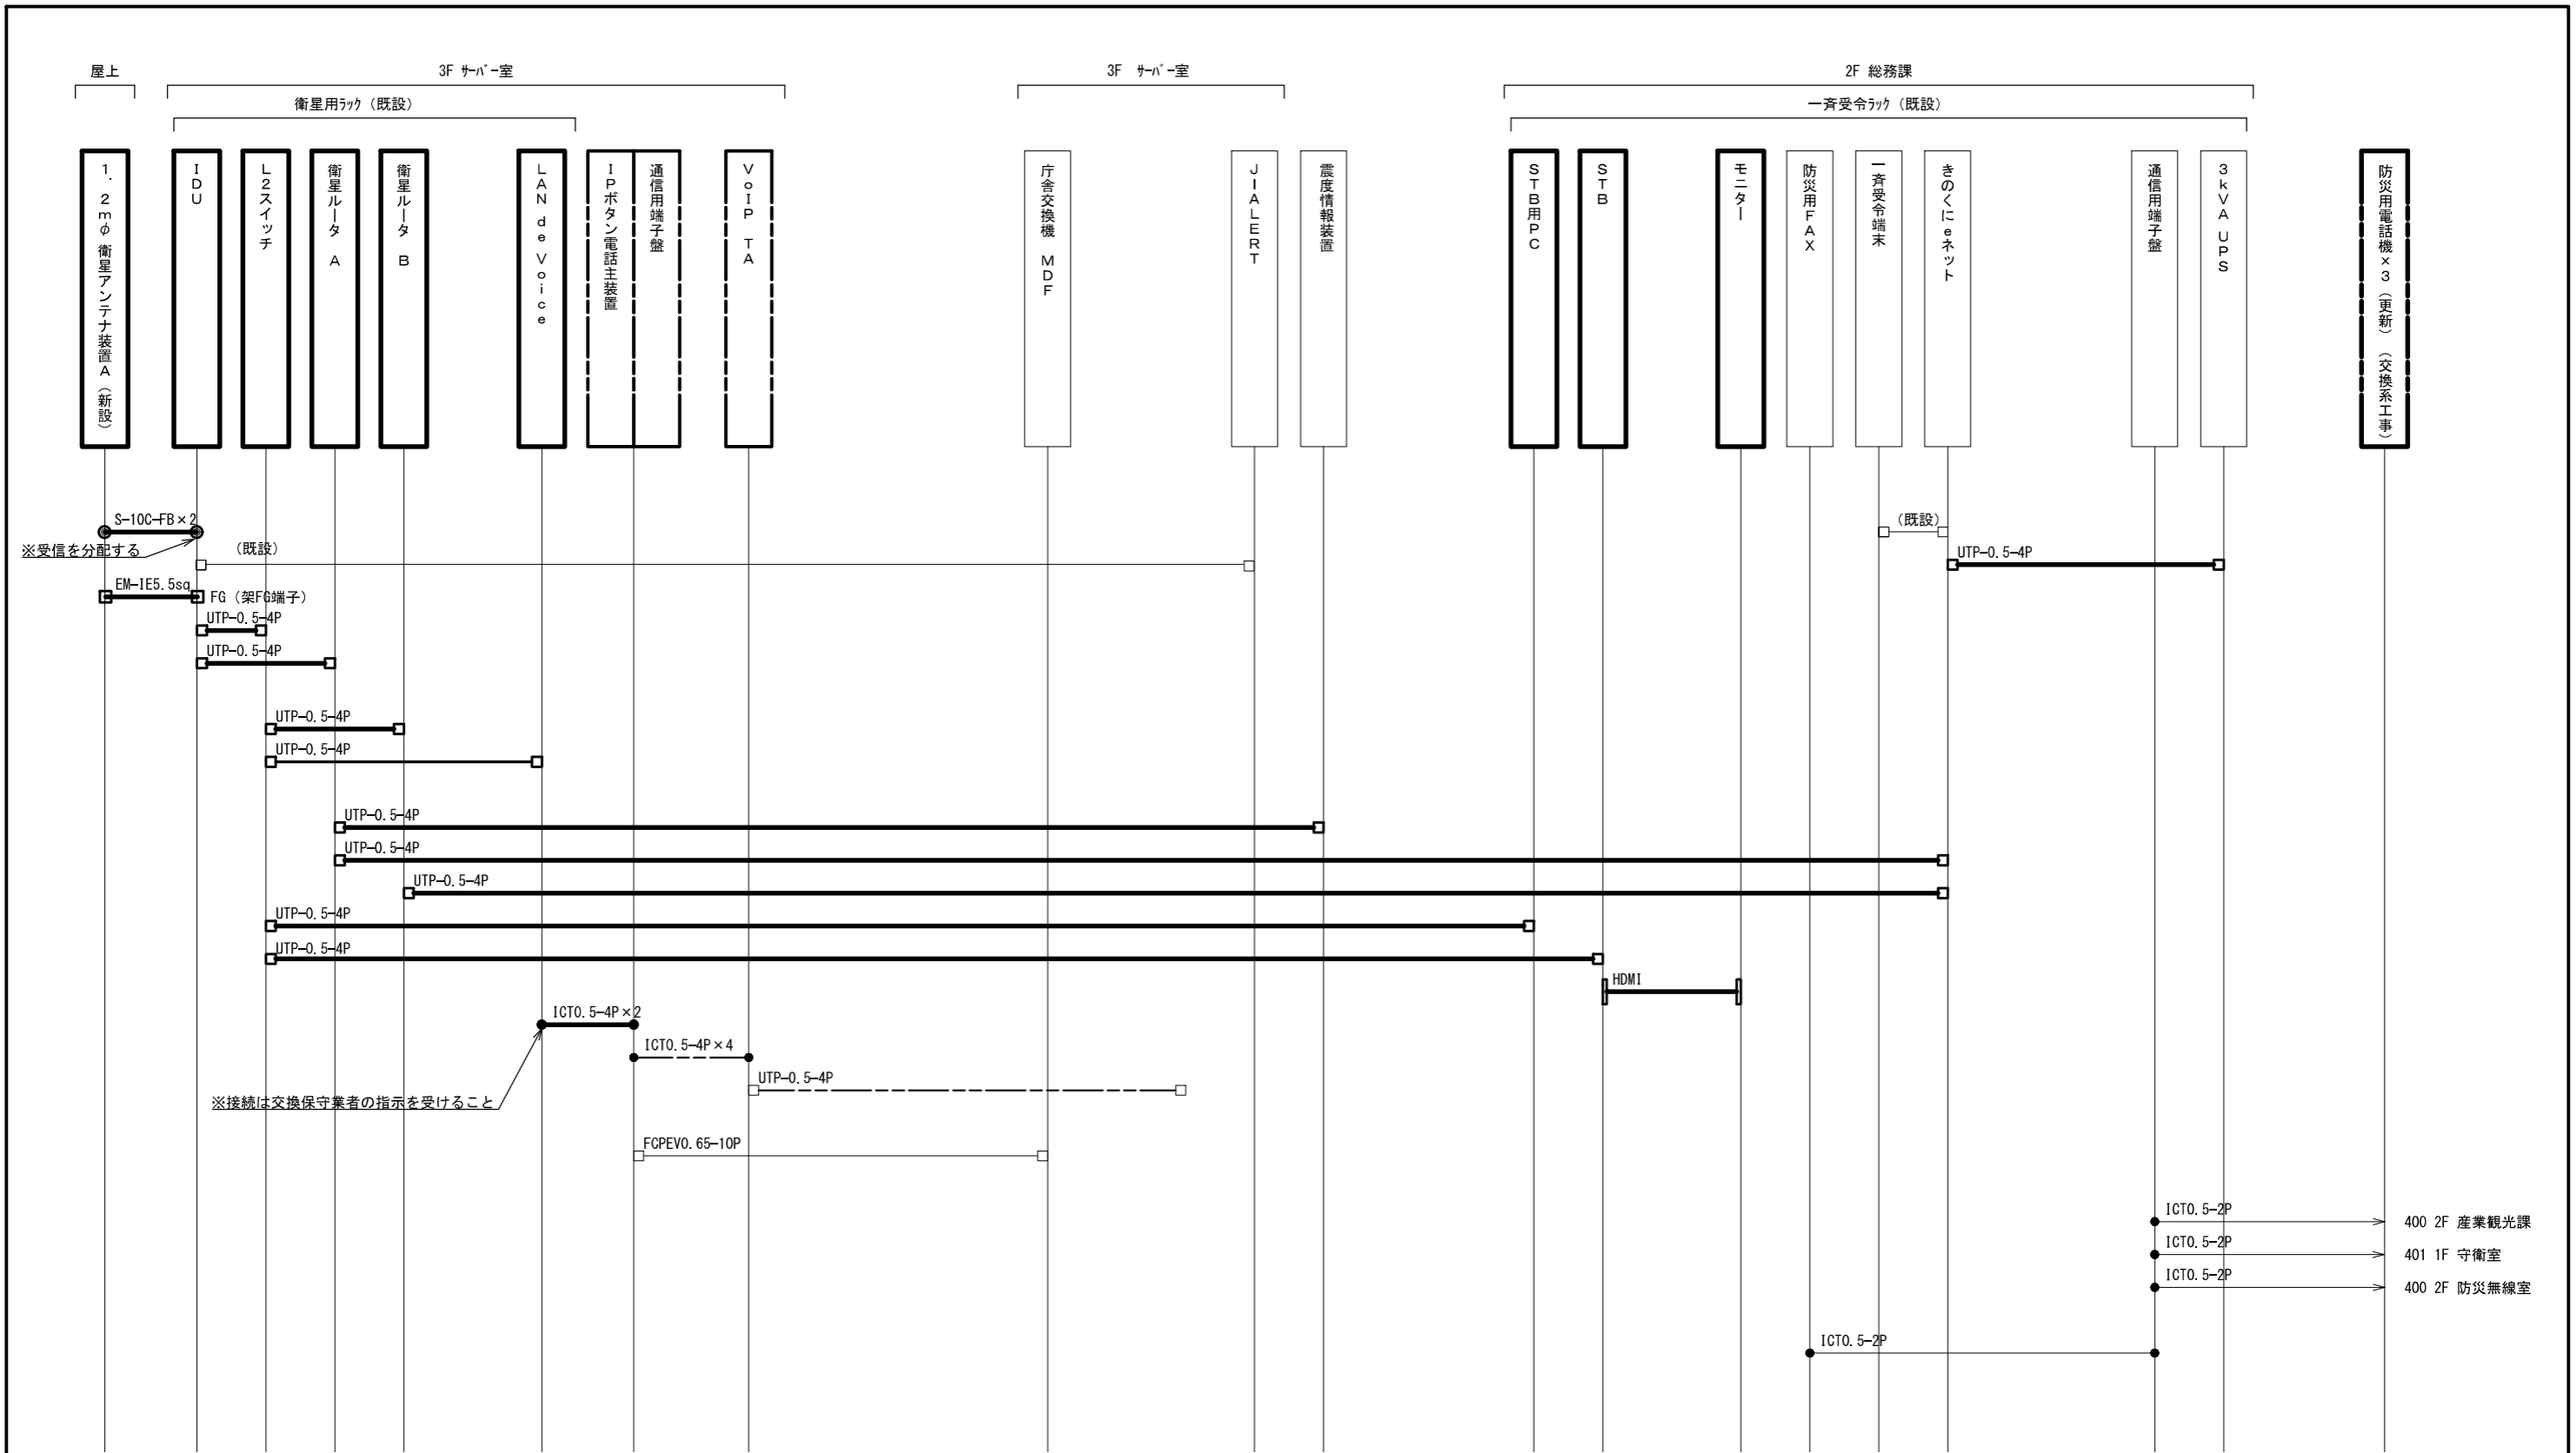 屋上
3F サーバー室
3F サーバー室
2F 総務課
衛星用ラック（既設）
一斉受令ラック（既設）
1.2mφ 衛星アンテナ装置A（新設）
IDU
L2スイッチ
衛星ルータ A
衛星ルータ B
LAN de Voice
IPボタン電話主装置
通信用端子盤
VoIP TA
庁舎交換機 MDF
J|ALERT
震度情報装置
STB用PC
STB
モニター
防災用FAX
一斉受令端末
きのくにeネット
通信用端子盤
3kVA UPS
防災用電話機×3（更新）（交換系工事）
S-10C-FB×2
（既設）
※受信を分配する
（既設）
UTP-0.5-4P
EM-IE5.5sq
FG（架FG端子）
UTP-0.5-4P
UTP-0.5-4P
UTP-0.5-4P
UTP-0.5-4P
UTP-0.5-4P
UTP-0.5-4P
UTP-0.5-4P
UTP-0.5-4P
UTP-0.5-4P
HDMI
ICT0.5-4P×2
ICT0.5-4P×4
UTP-0.5-4P
※接続は交換保守業者の指示を受けること
FCPEV0.65-10P
ICT0.5-2P
400 2F 産業観光課
ICT0.5-2P
401 1F 守衛室
ICT0.5-2P
400 2F 防災無線室
ICT0.5-2P